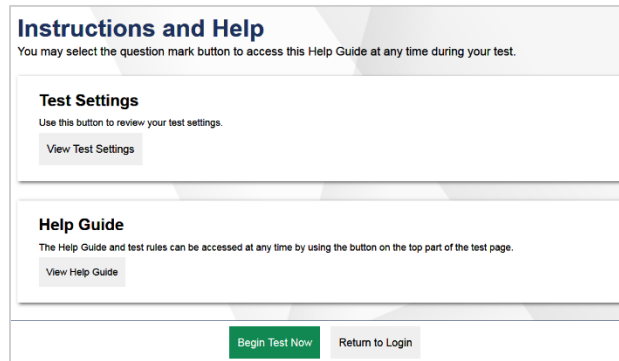 Instructions and Help
You may select the question mark button to access this Help Guide at any time during your test.
Test Settings
Use this button to review your test settings.
View Test Settings
Help Guide
The Help Guide and test rules can be accessed at any time by using the button on the top part of the test page.
View Help Guide
Begin Test Now
Return to Login